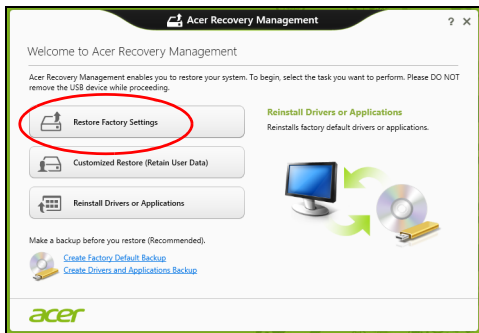 Acer Recovery Management
? X
Welcome to Acer Recovery Management
Acer Recovery Management enables you to restore your system. To begin, select the task you want to perform. Please DO NOT
remove the USB device while proceeding.
Restore Factory Settings
Reinstall Drivers or Applications
Reinstalls factory default drivers or applications.
Customized Restore (Retain User Data)
Reinstall Drivers or Applications
Make a backup before you restore (Recommended).
Create Factory Default Backup
Create Drivers and Applications Backup
acer